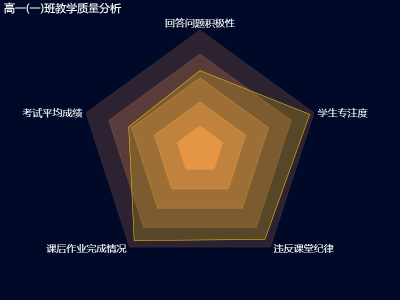 高一(一)班教学质量分析
回答问题积极性
考试平均成绩
学生专注度
课后作业完成情况
违反课堂纪律